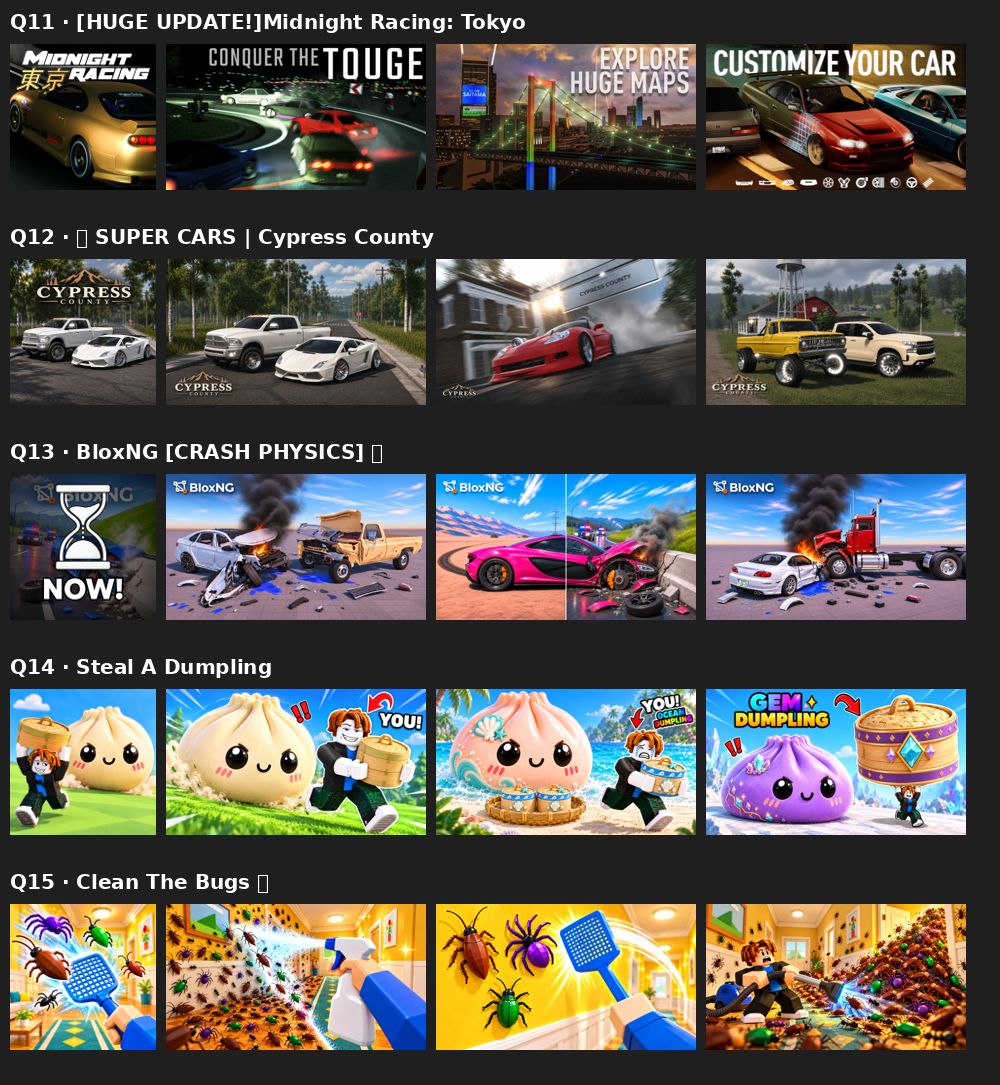 Q11 · [HUGE UPDATE!]Midnight Racing: Tokyo
MIDNIGHT
東京 RACING
CONQUER THE TOUGE
SAITAMA
EXPLORE
HUGE MAPS
CUSTOMIZE YOUR CAR
Q12 · SUPER CARS | Cypress County
CYPRESS
COUNTY
CYPRESS
COUNTY
CYPRESS COUNTY
CYPRESS
COUNTY
CYPRESS
COUNTY
Q13 · BloxNG [CRASH PHYSICS]
BloxNG
NOW!
BloxNG
BloxNG
BloxNG
Q14 · Steal A Dumpling
!!
YOU!
YOU!
OCEAN
DUMPLING
GEM
DUMPLING
!!
Q15 · Clean The Bugs